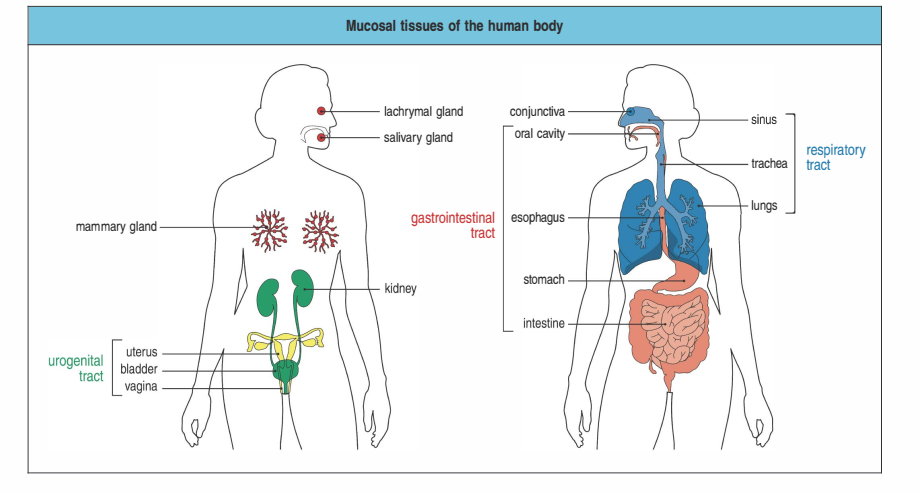 Mucosal tissues of the human body
lachrymal gland
salivary gland
mammary gland
kidney
urogenital
tract
uterus
bladder
vagina
conjunctiva
oral cavity
sinus
respiratory
tract
trachea
lungs
gastrointestinal
tract
esophagus
stomach
intestine